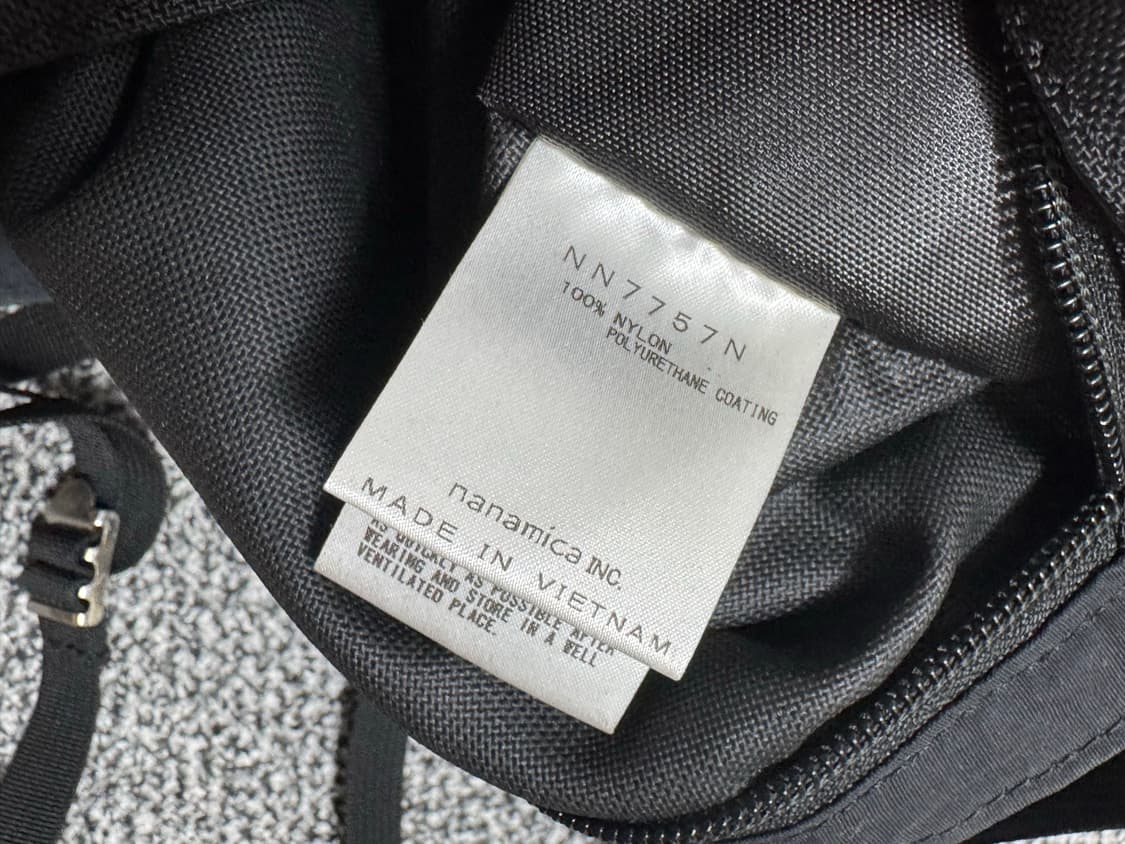 NN7757N
100% NYLON
POLYURETHANE COATING
nanamica INC.
MADE IN VIETNAM
AS QUICKLY AS POSSIBLE AFTER
WEARING AND STORE IN A WELL
VENTILATED PLACE.